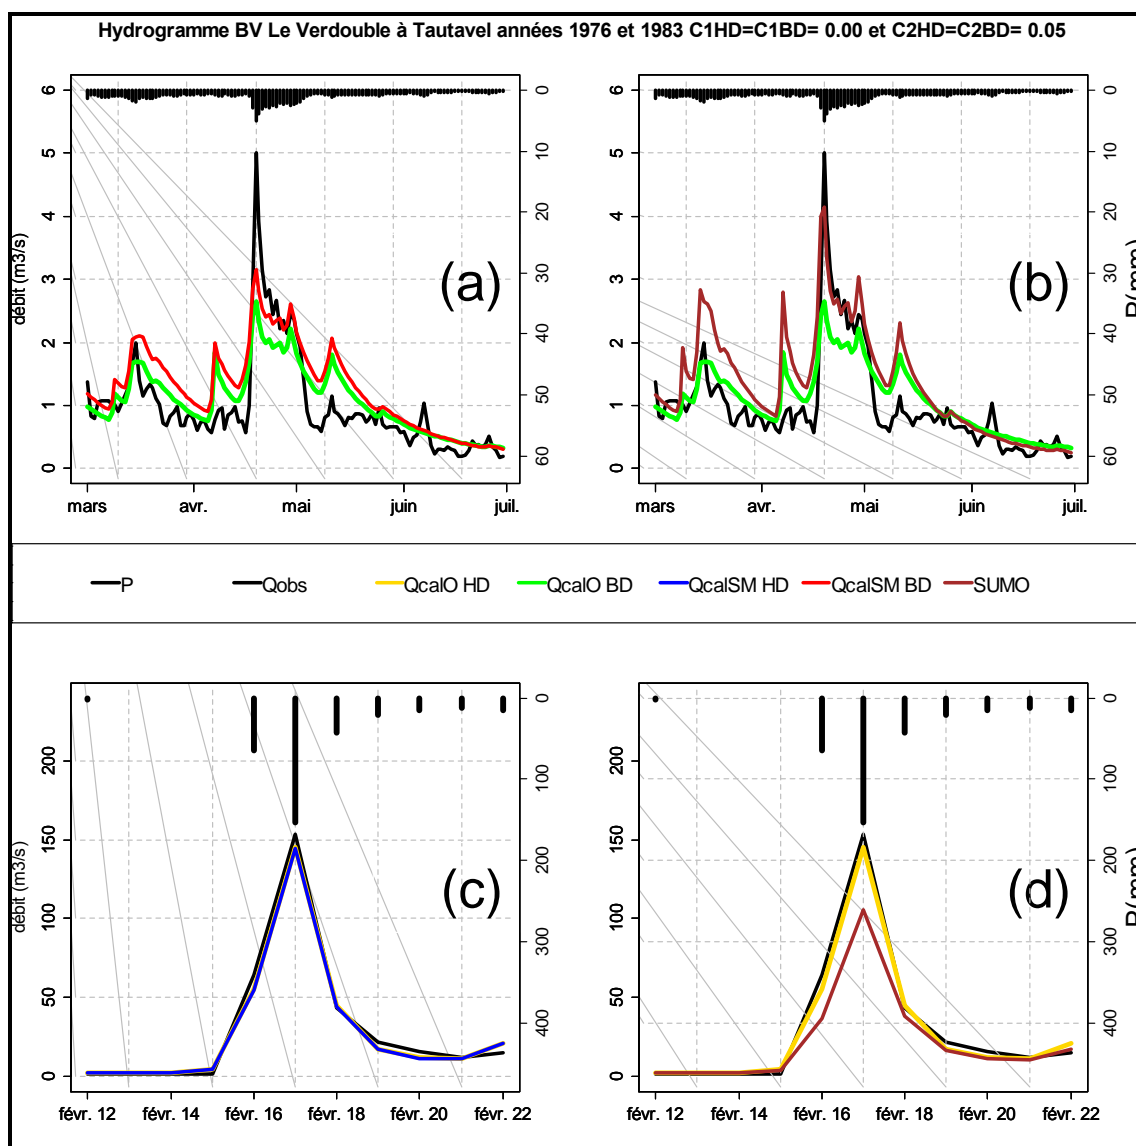 Hydrogramme BV Le Verdouble à Tautavel années 1976 et 1983 C1HD=C1BD= 0.00 et C2HD=C2BD= 0.05
débit (m3/s)
6
5
4
3
2
1
0
0
10
20
30
40
50
60
mars
avr.
mai
juin
juil.
(a)
6
5
4
3
2
1
0
0
10
20
30
40
50
60
P(mm)
mars
avr.
mai
juin
juil.
(b)
P
Qobs
QcalO HD
QcalO BD
QcalSM HD
QcalSM BD
SUMO
débit (m3/s)
200
150
100
50
0
0
100
200
300
400
févr. 12
févr. 14
févr. 16
févr. 18
févr. 20
févr. 22
(c)
200
150
100
50
0
0
100
200
300
400
P(mm)
févr. 12
févr. 14
févr. 16
févr. 18
févr. 20
févr. 22
(d)